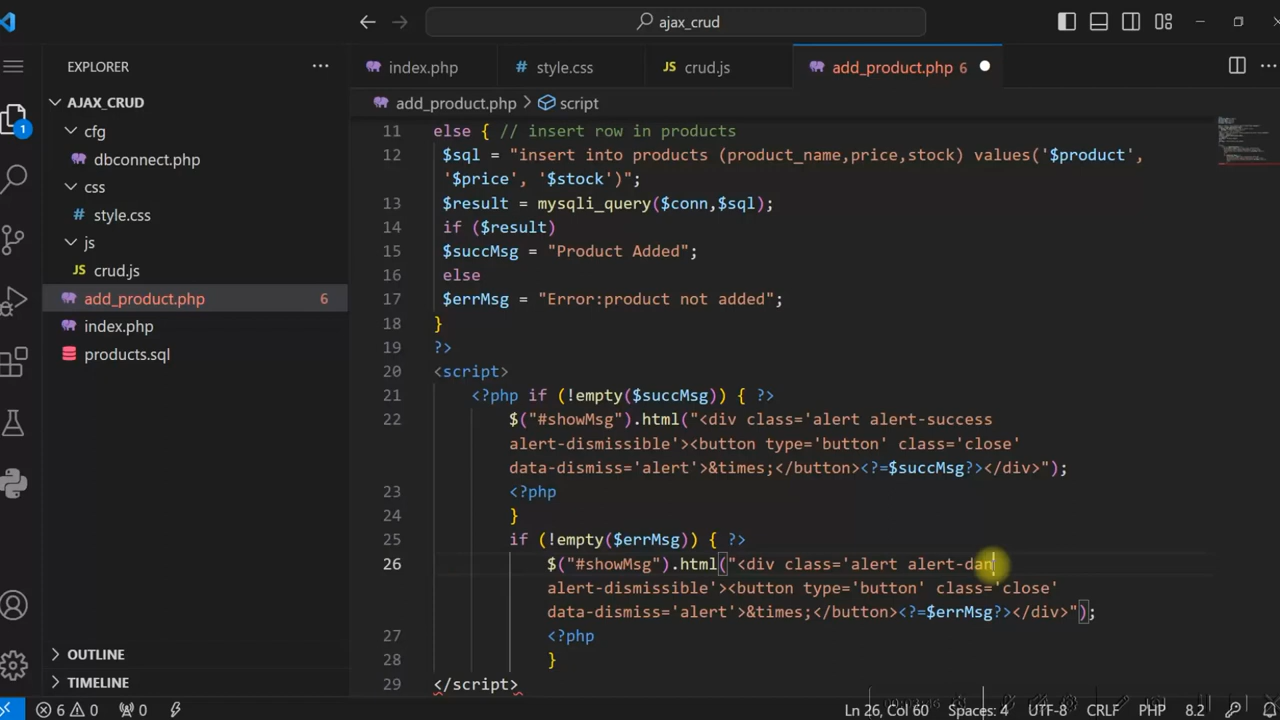 ajax_crud
EXPLORER
index.php
style.css
crud.js
add_product.php 6
AJAX_CRUD
add_product.php > script
cfg
dbconnect.php
css
style.css
js
crud.js
add_product.php 6
index.php
products.sql
OUTLINE
TIMELINE
1
11 else { // insert row in products
12 $sql = "insert into products (product_name,price,stock) values('$product',
'$price', '$stock')";
13 $result = mysqli_query($conn,$sql);
14 if ($result)
15 $succMsg = "Product Added";
16 else
17 $errMsg = "Error:product not added";
18 }
19 ?>
20 <script>
21 <?php if (!empty($succMsg)) { ?>
22 $("#showMsg").html("<div class='alert alert-success
alert-dismissible'><button type='button' class='close'
data-dismiss='alert'>&times;</button><?=$succMsg?></div>");
23 <?php
24 }
25 if (!empty($errMsg)) { ?>
26 $("#showMsg").html("<div class='alert alert-dan
alert-dismissible'><button type='button' class='close'
data-dismiss='alert'>&times;</button><?=$errMsg?></div>");
27 <?php
28 }
29 </script>
6 0 0 Ln 26, Col 60 Spaces: 4 UTF-8 CRLF PHP 8.2